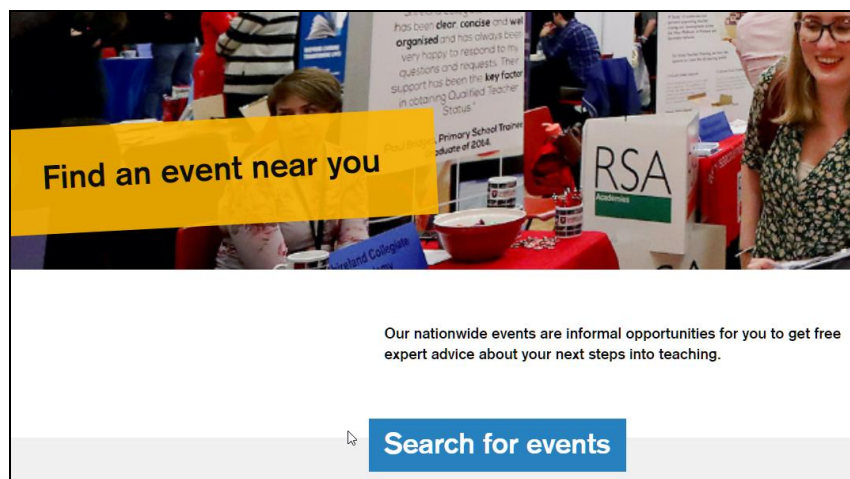 has been clear, concise and well
organised and has always been
very happy to respond to my
questions and requests. Their
support has been the key factor
in obtaining Qualified Teacher
Status."
Primary School Trainee
Graduate of 2014.
RSA
Academies
Find an event near you
Shireland Collegiate
Our nationwide events are informal opportunities for you to get free
expert advice about your next steps into teaching.
Search for events